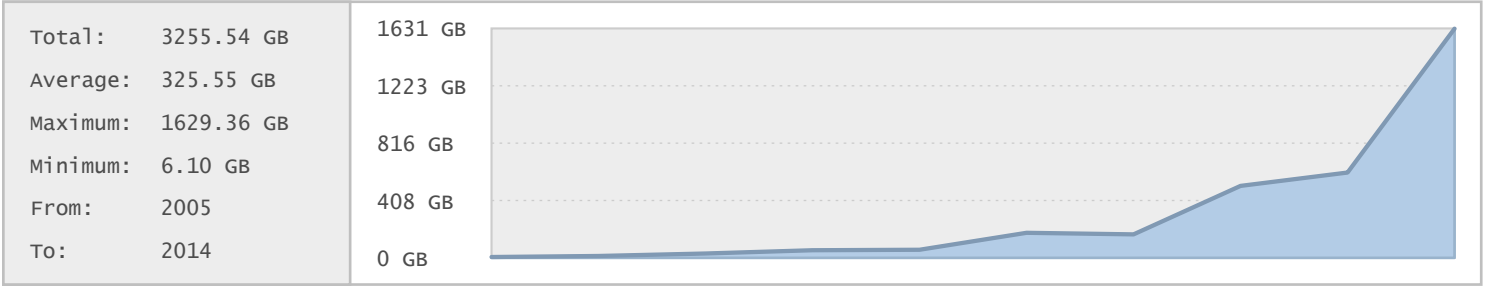 Total: 3255.54 GB
Average: 325.55 GB
Maximum: 1629.36 GB
Minimum: 6.10 GB
From: 2005
To: 2014
1631 GB
1223 GB
816 GB
408 GB
0 GB